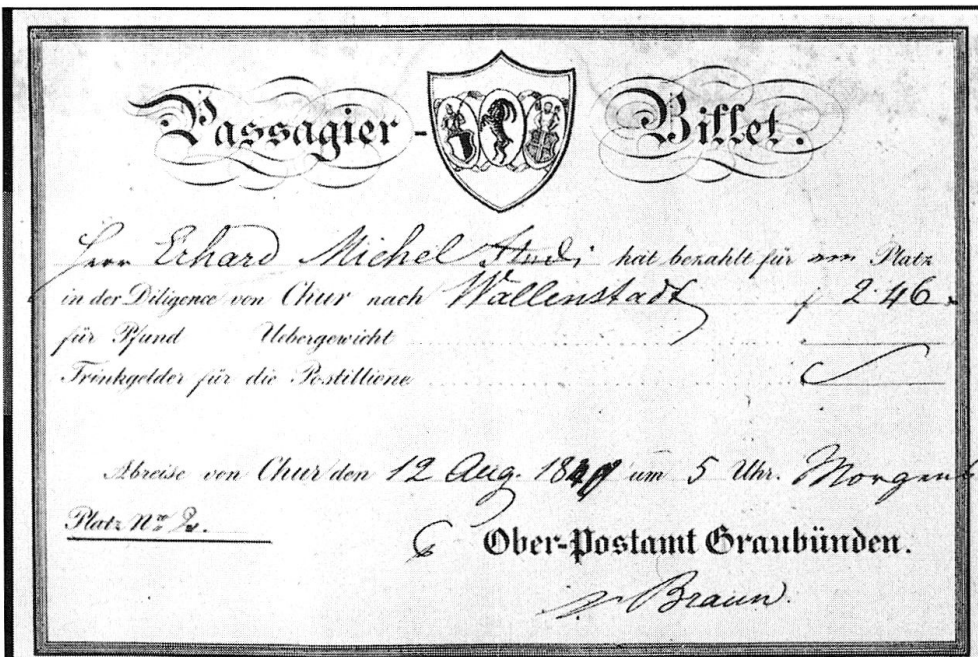 Passagier - Billet.
Herr Erhard Michel hat bezahlt für Platz
in der Diligence von Chur nach Wallenstadt f 2.46
für Pfund Uebergewicht
Trinkgelder für die Postillione
Abreise von Chur den 12 Aug. um 5 Uhr. Morgens
Platz No 2.
Ober-Postamt Graubünden.
Braun.